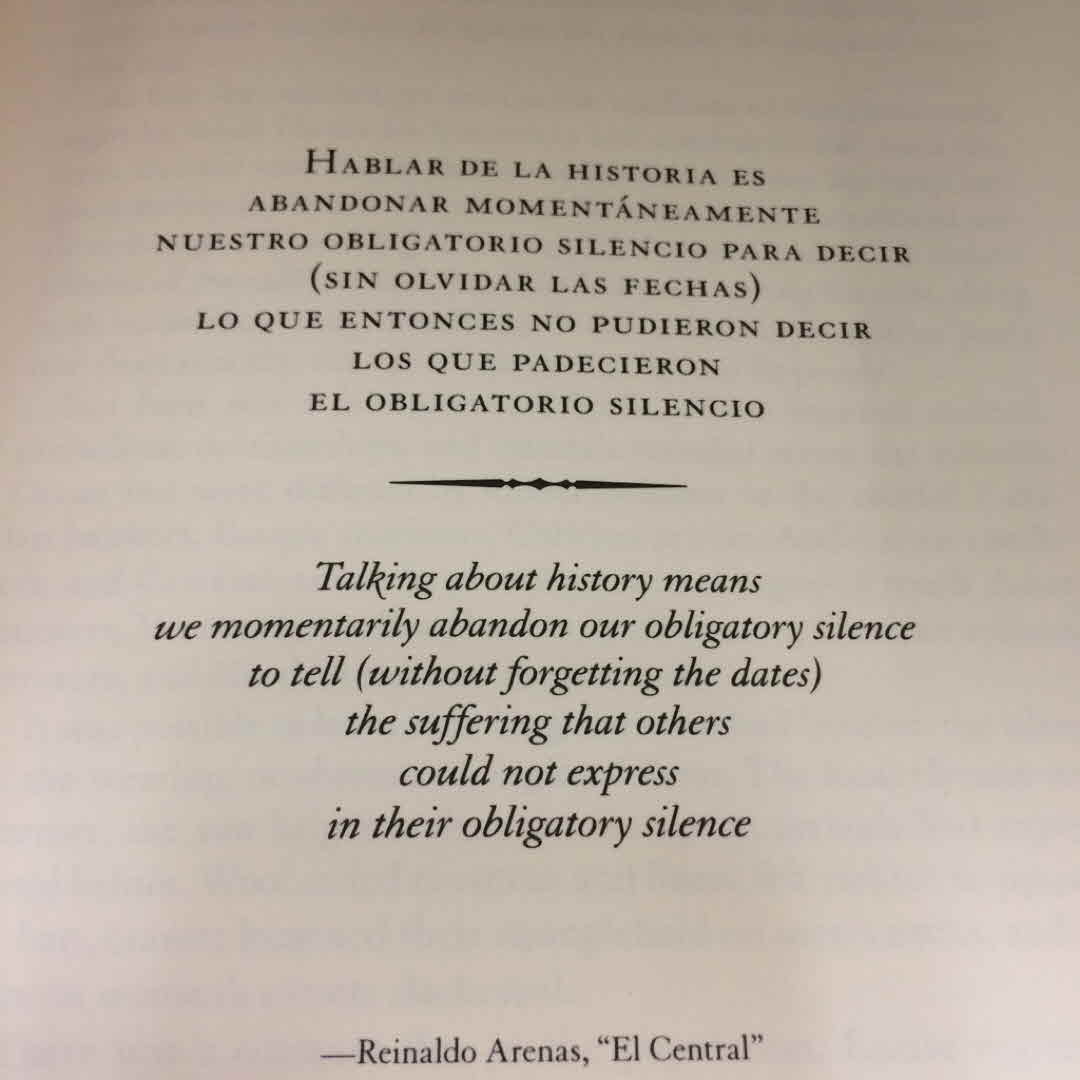 Hablar de la historia es
abandonar momentáneamente
nuestro obligatorio silencio para decir
(sin olvidar las fechas)
lo que entonces no pudieron decir
los que padecieron
el obligatorio silencio
Talking about history means
we momentarily abandon our obligatory silence
to tell (without forgetting the dates)
the suffering that others
could not express
in their obligatory silence
—Reinaldo Arenas, “El Central”